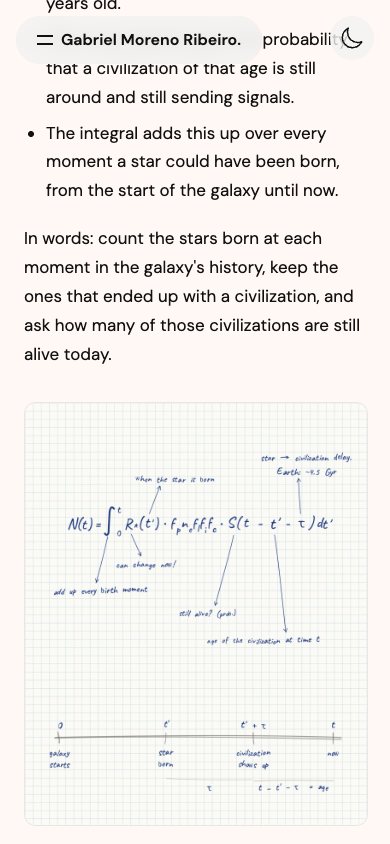 years old.
Gabriel Moreno Ribeiro.
probability
that a civilization of that age is still
around and still sending signals.
• The integral adds this up over every
moment a star could have been born,
from the start of the galaxy until now.
In words: count the stars born at each
moment in the galaxy's history, keep the
ones that ended up with a civilization, and
ask how many of those civilizations are still
alive today.
star → civilization delay.
Earth: ~4.5 Gyr
when the star is born
N(t) = ∫₀ᵗ R*(t') · fₚ nₑ fₗ fᵢ f꜀ · S(t - t' - τ) dt'
can change now!
add up every birth moment
still alive? (prob.)
age of the civilization at time t
0 t' t' + τ t
galaxy starts
star born
civilization shows up
now
τ t - t' - τ = age